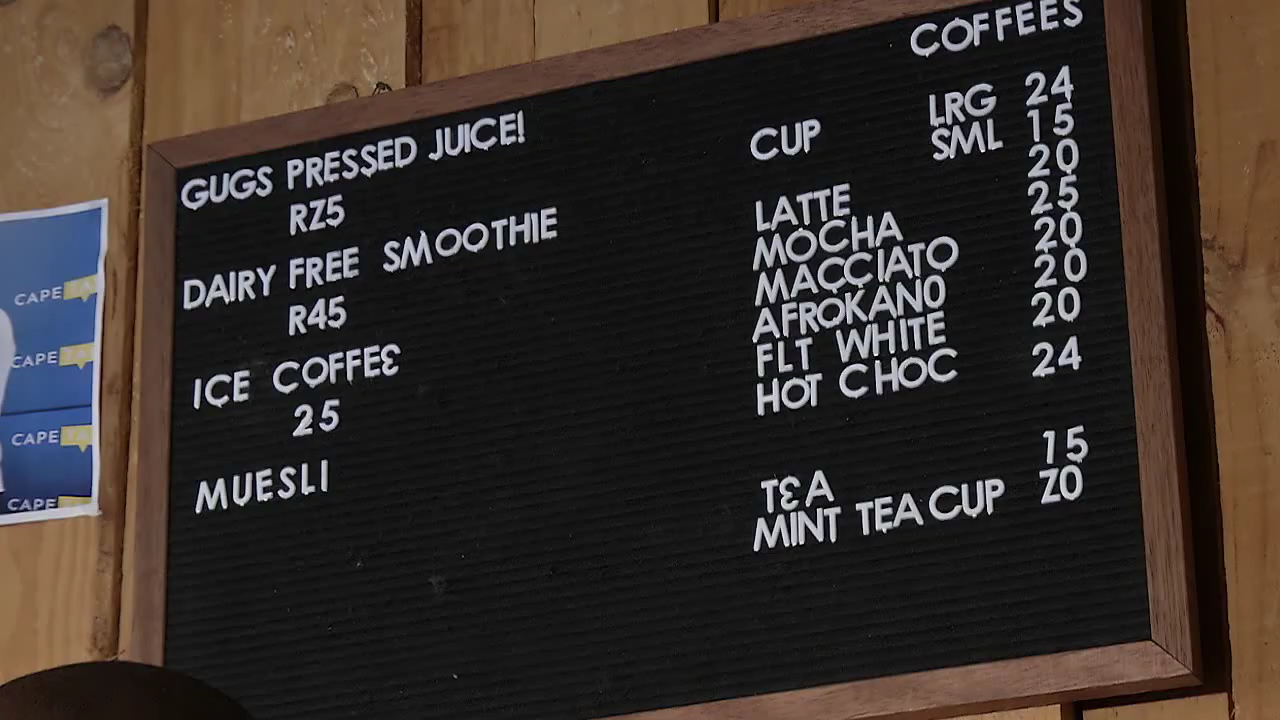 GUGS PRESSED JUICE!
RZ5
DAIRY FREE SMOOTHIE
R45
ICE COFFEE
25
MUESLI
COFFEES
CUP LRG 24
SML 15
LATTE 20
MOCHA 25
MACCIATO 20
AFROKANO 20
FLT WHITE 20
HOT CHOC 24
TEA 15
MINT TEA CUP Z0
CAPE
CAPE
CAPE
CAPE